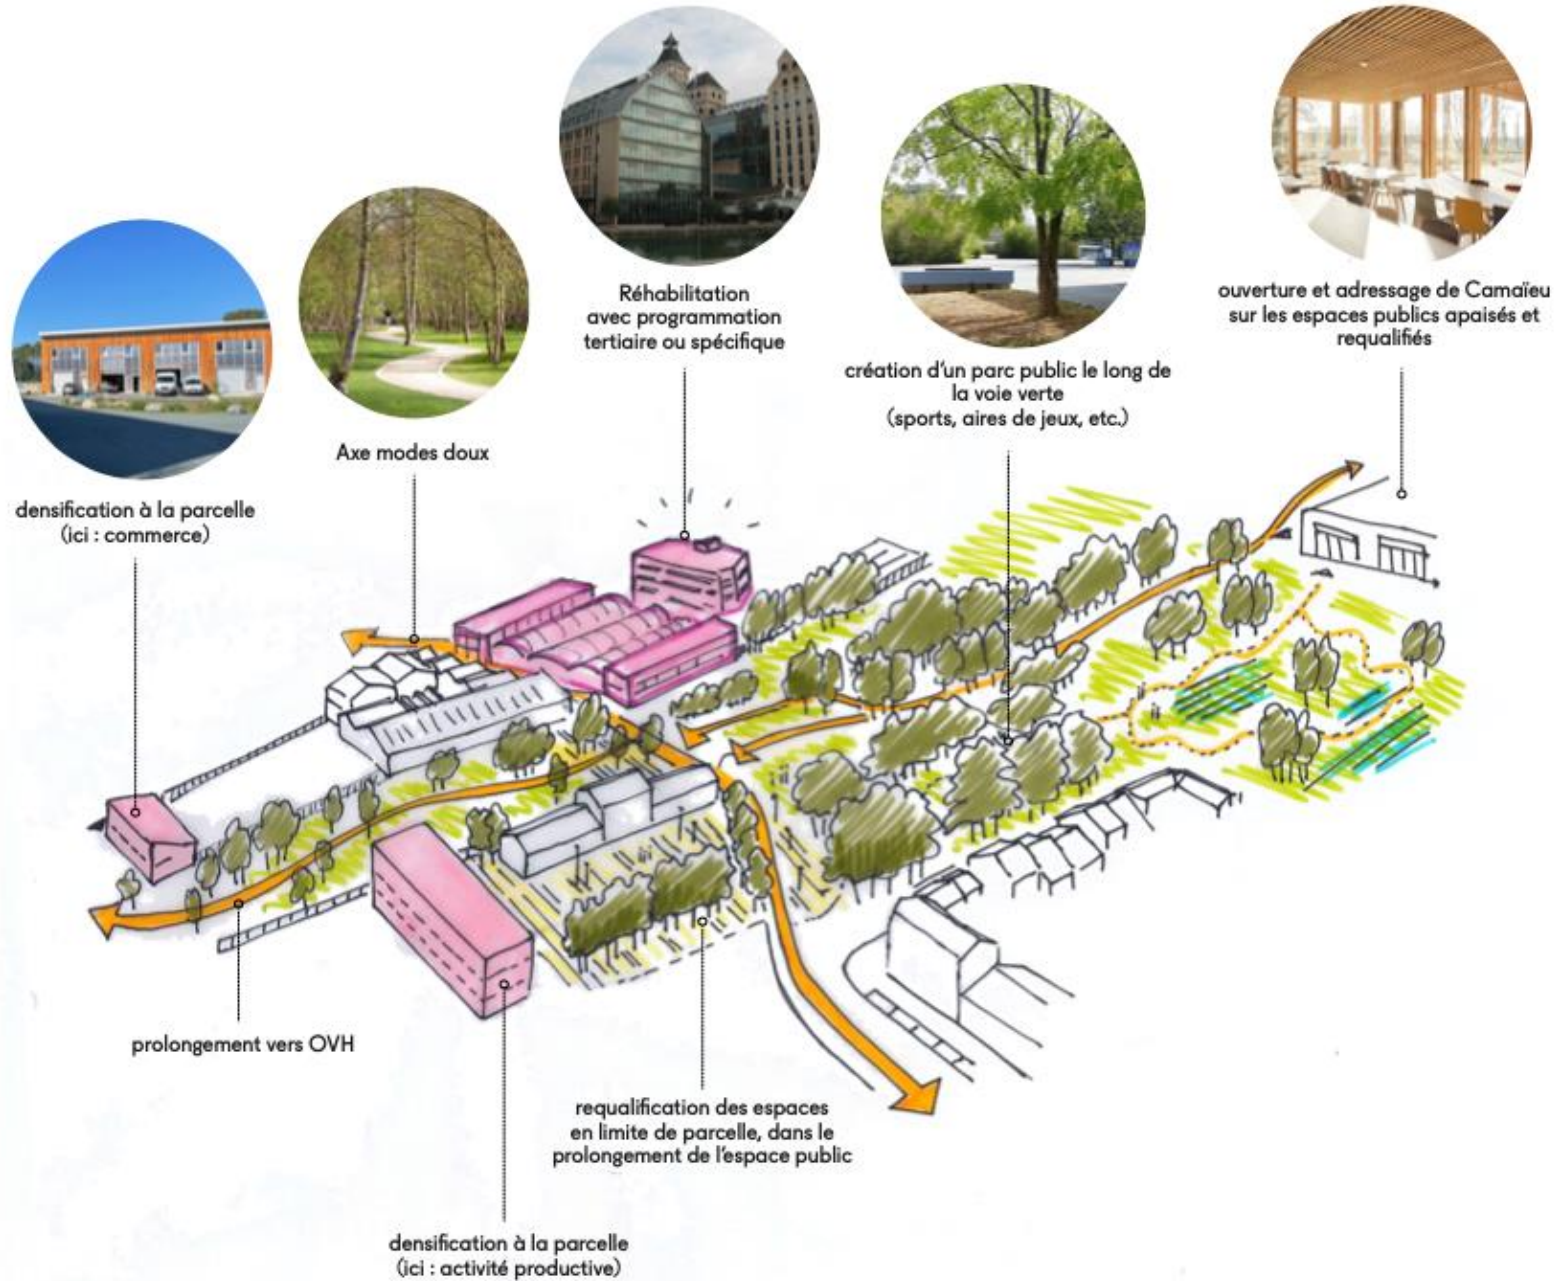 Réhabilitation
avec programmation
tertiaire ou spécifique
ouverture et adressage de Camaïeu
sur les espaces publics apaisés et
requalifiés
création d'un parc public le long de
la voie verte
(sports, aires de jeux, etc.)
Axe modes doux
densification à la parcelle
(ici : commerce)
prolongement vers OVH
requalification des espaces
en limite de parcelle, dans le
prolongement de l'espace public
densification à la parcelle
(ici : activité productive)